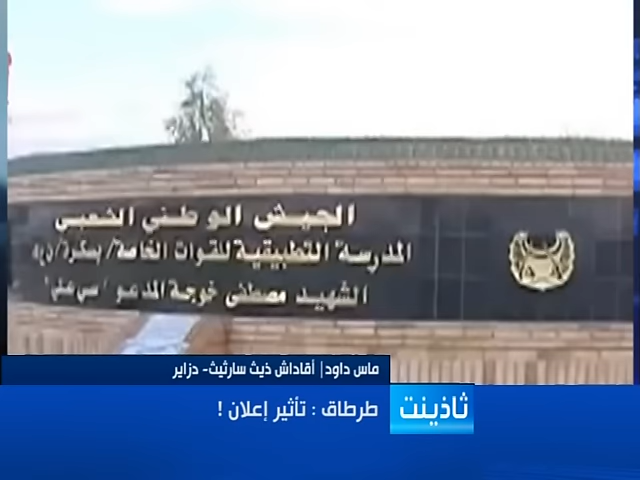 الجيش الوطني الشعبي
المدرسة التطبيقية للقوات الخاصة/بسكرة/ن ع4
الشهيد مصطفى خوجة المدعو "سي علي"
ماس داود| أقاداش ذيث سارثيث- دزاير
ثاذينت
طرطاق : تأثير إعلان !